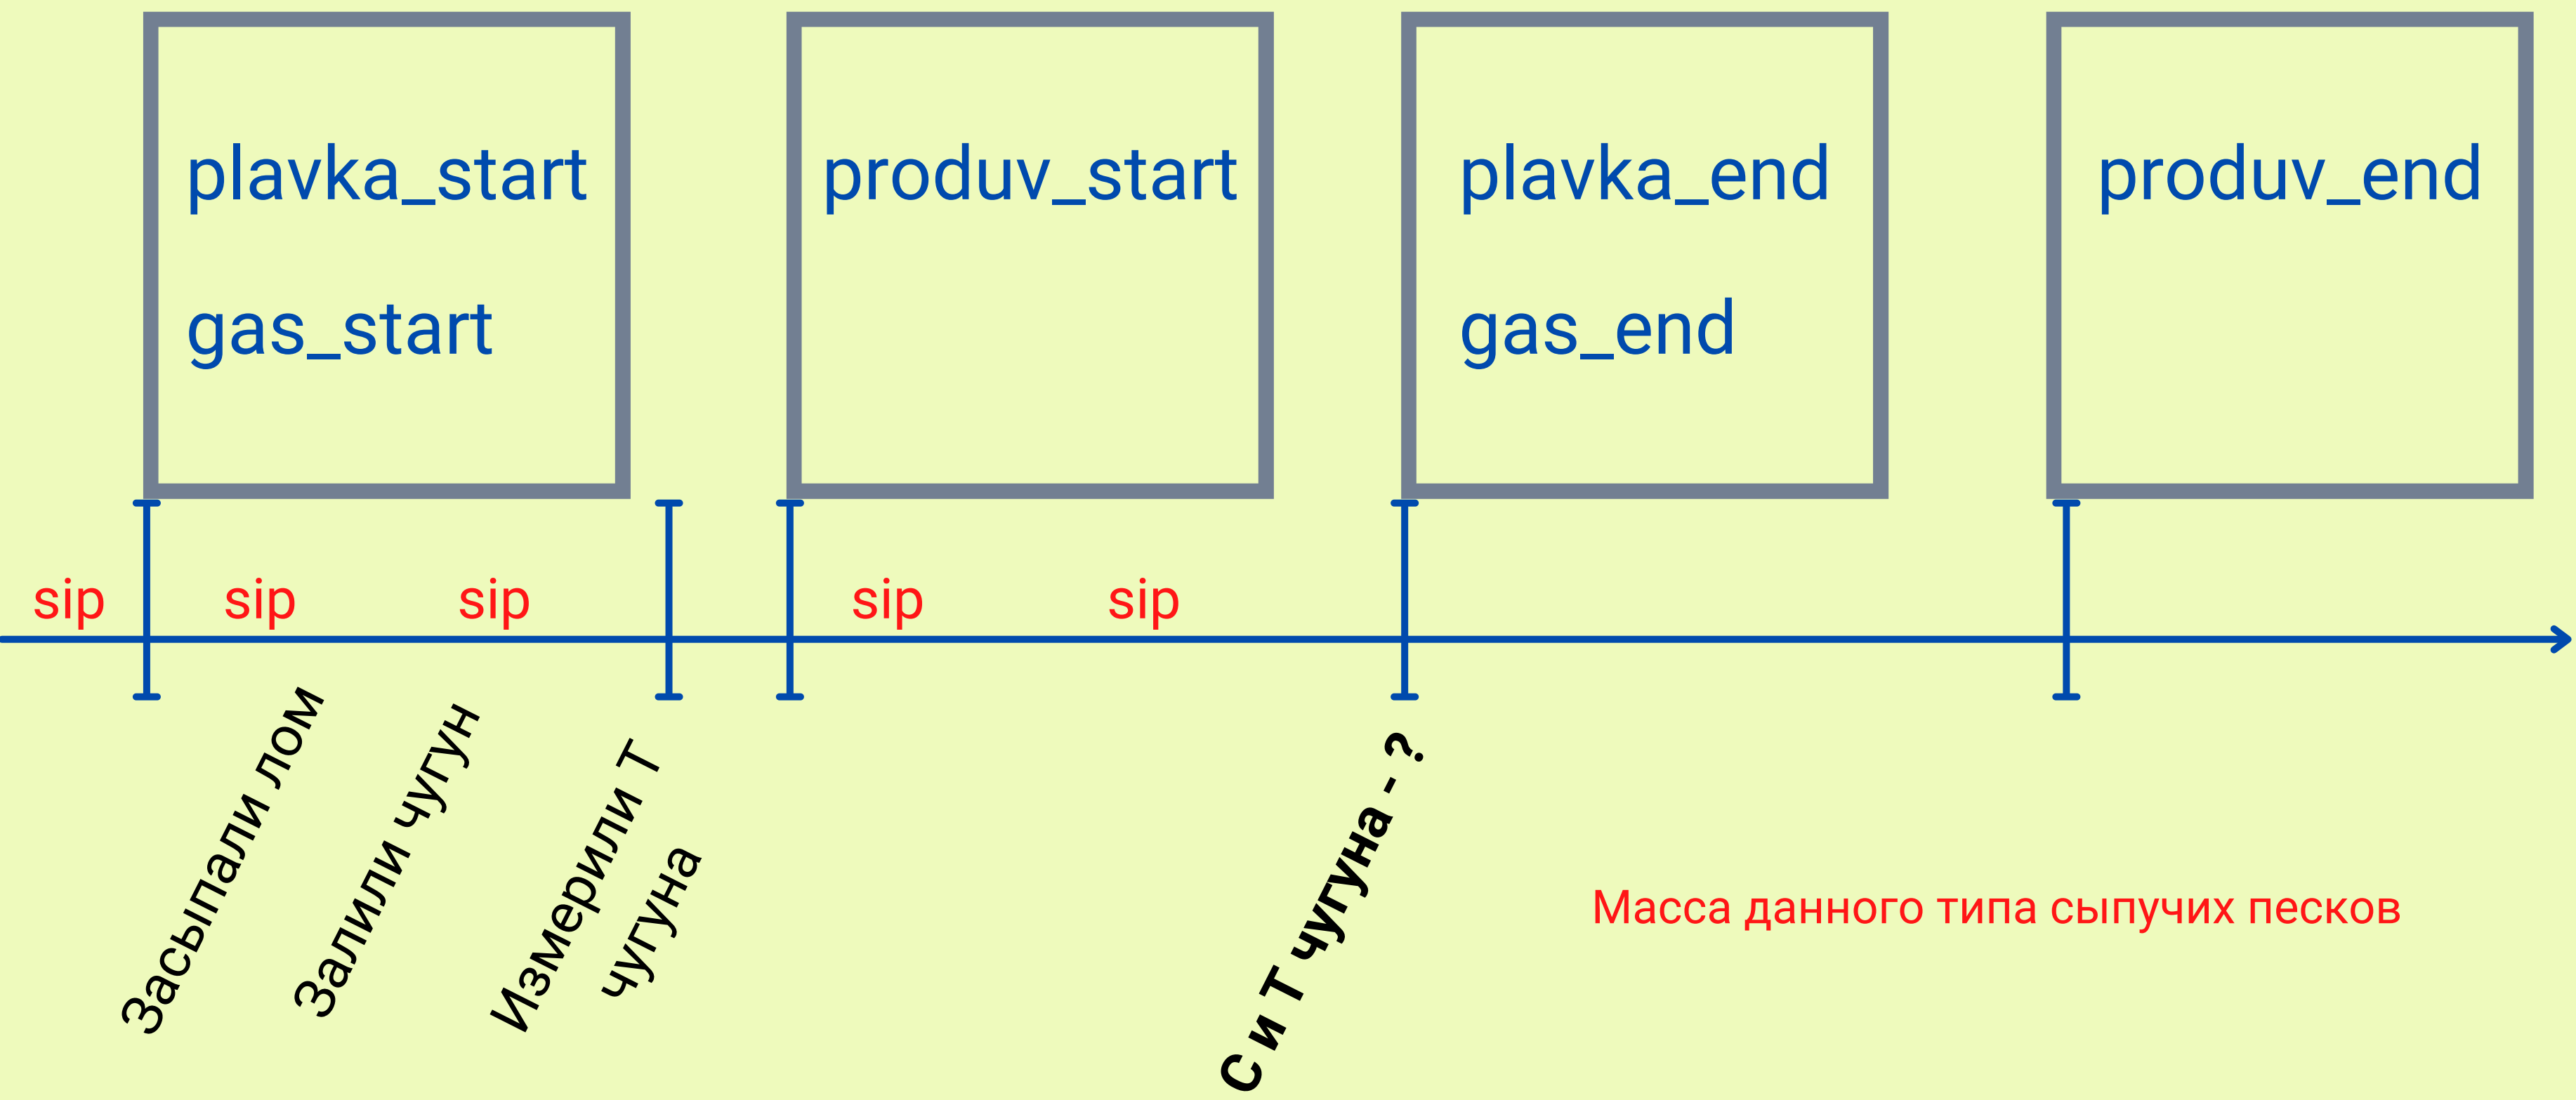 plavka_start
gas_start
produv_start
plavka_end
gas_end
produv_end
sip
sip
sip
sip
sip
Засыпали лом
Залили чугун
Измерили Т
чугуна
С и Т чугуна - ?
Масса данного типа сыпучих песков